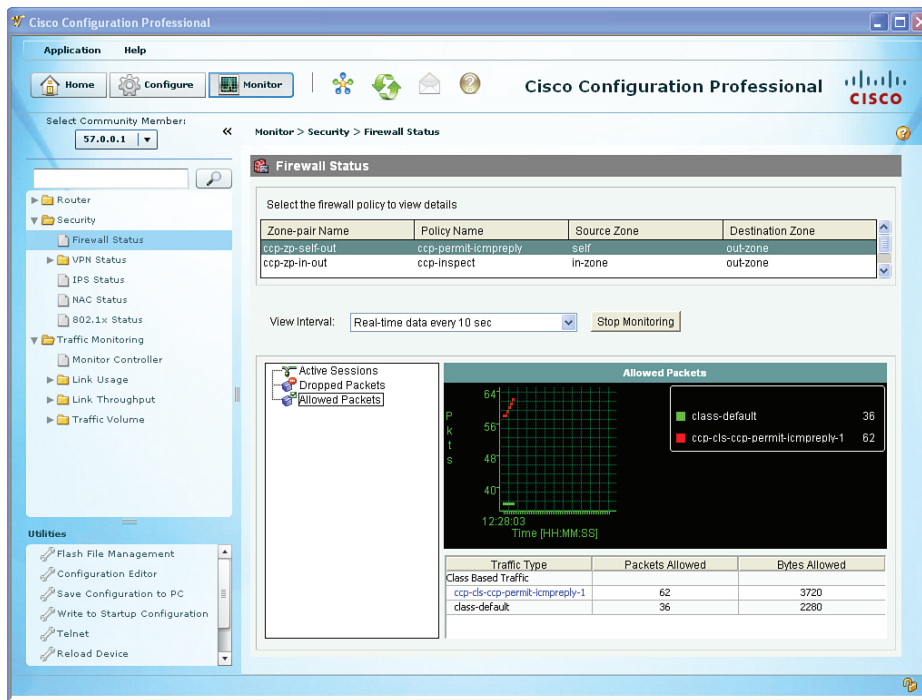 Cisco Configuration Professional
Application Help
Home Configure Monitor
Cisco Configuration Professional
CISCO
Select Community Member:
57.0.0.1
«
Monitor > Security > Firewall Status
Router
Security
Firewall Status
VPN Status
IPS Status
NAC Status
802.1x Status
Traffic Monitoring
Monitor Controller
Link Usage
Link Throughput
Traffic Volume
Utilities
Flash File Management
Configuration Editor
Save Configuration to PC
Write to Startup Configuration
Telnet
Reload Device
Firewall Status
Select the firewall policy to view details
Zone-pair Name Policy Name Source Zone Destination Zone
ccp-zp-self-out ccp-permit-icmpreply self out-zone
ccp-zp-in-out ccp-inspect in-zone out-zone
View Interval: Real-time data every 10 sec Stop Monitoring
Active Sessions
Dropped Packets
Allowed Packets
Allowed Packets
Pkts
64
56
48
40
12:28:03
Time [HH:MM:SS]
class-default 36
ccp-cls-ccp-permit-icmpreply-1 62
Traffic Type Packets Allowed Bytes Allowed
Class Based Traffic
ccp-cls-ccp-permit-icmpreply-1 62 3720
class-default 36 2280